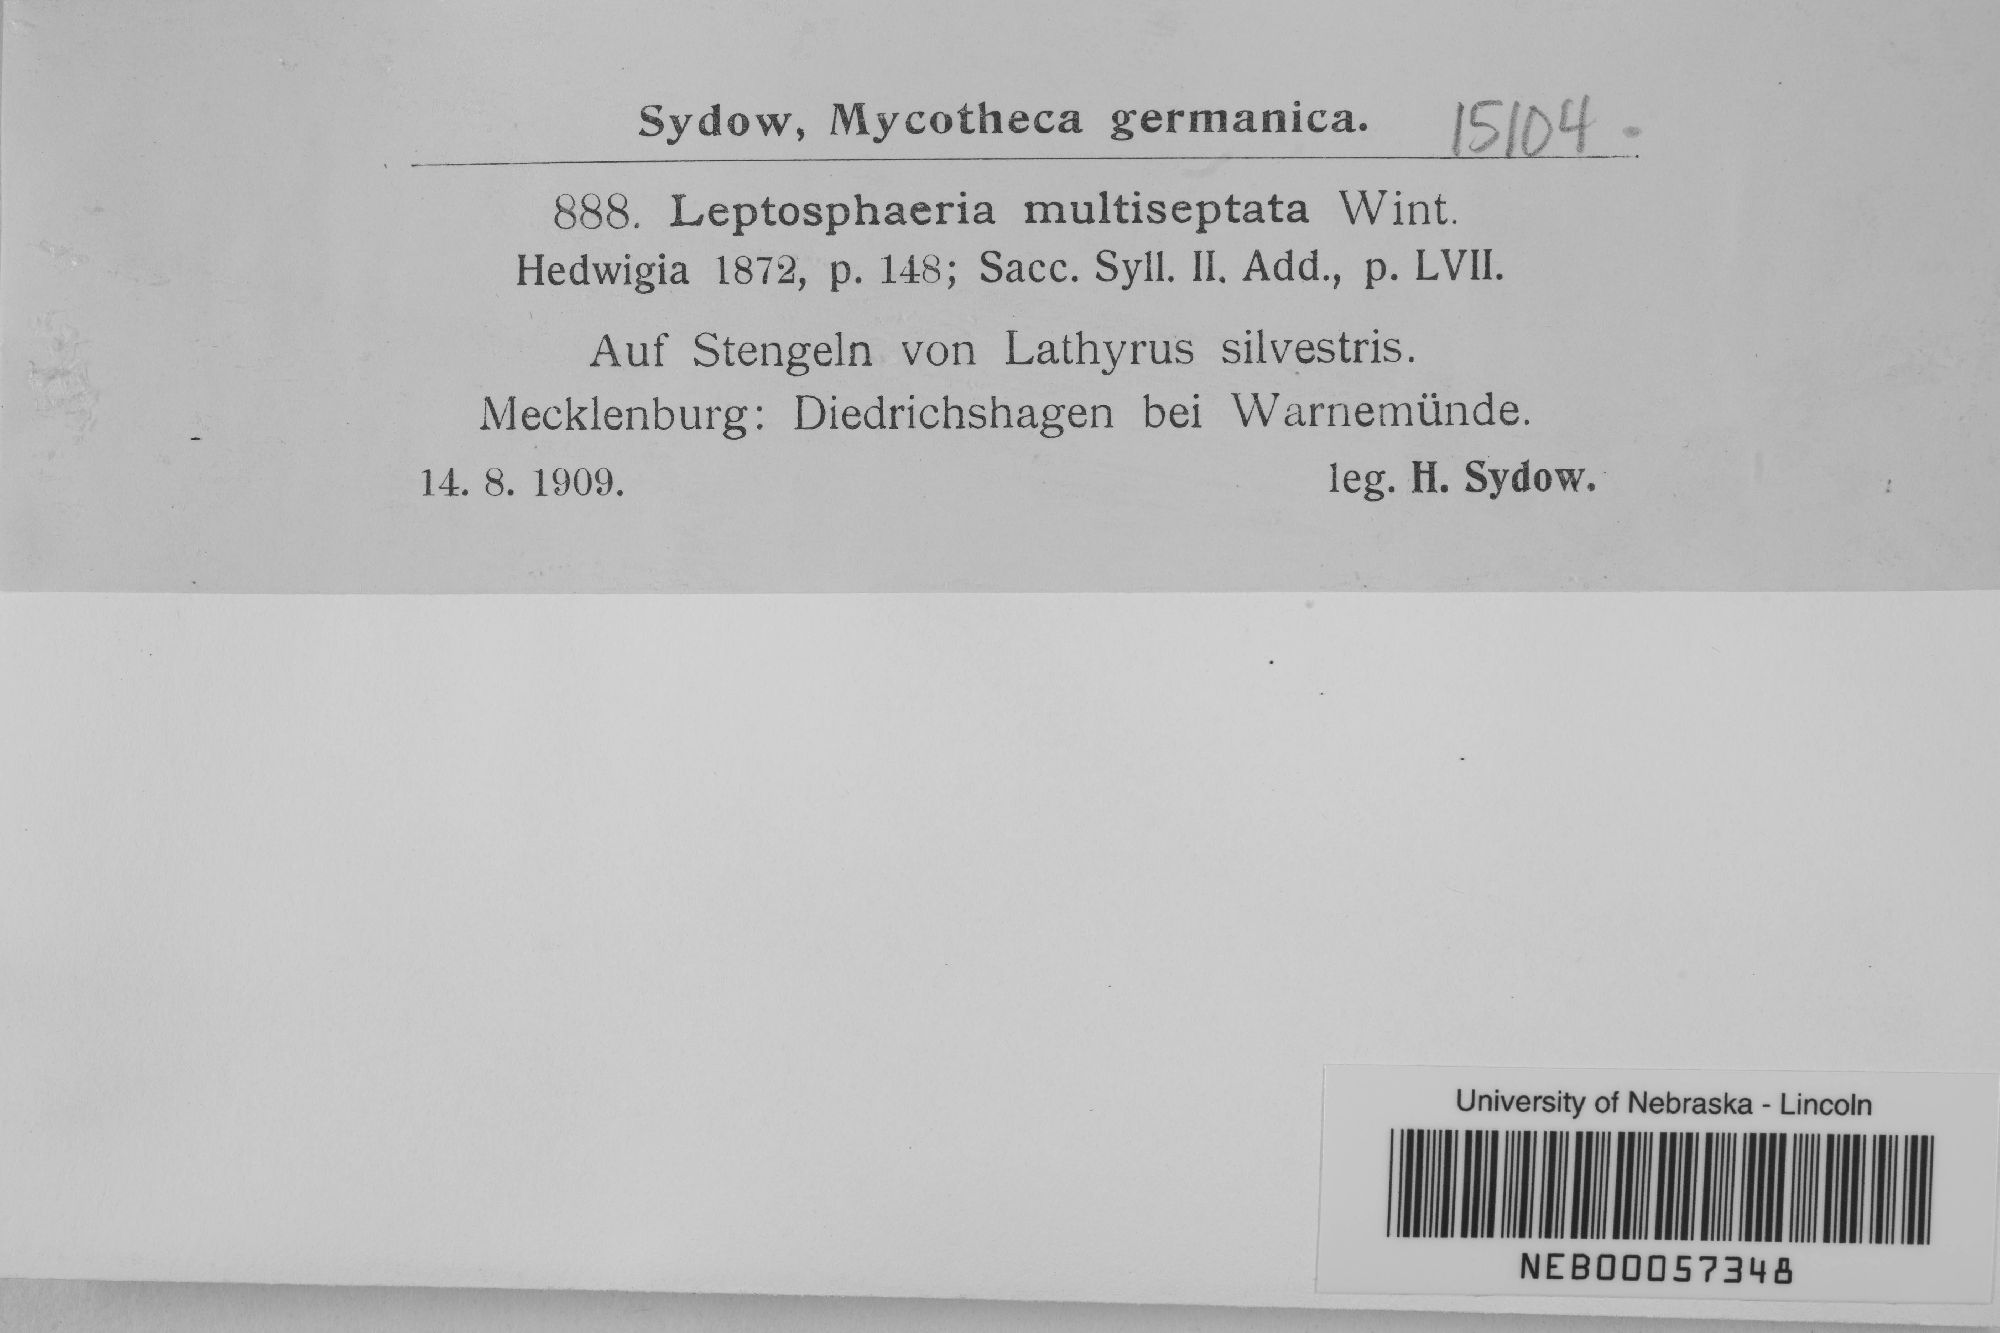 Sydow, Mycotheca germanica. 15104.
888. Leptosphaeria multiseptata Wint.
Hedwigia 1872, p. 148; Sacc. Syll. II. Add., p. LVII.
Auf Stengeln von Lathyrus silvestris.
Mecklenburg: Diedrichshagen bei Warnemünde.
14. 8. 1909. leg. H. Sydow.
University of Nebraska - Lincoln
NEB00057348